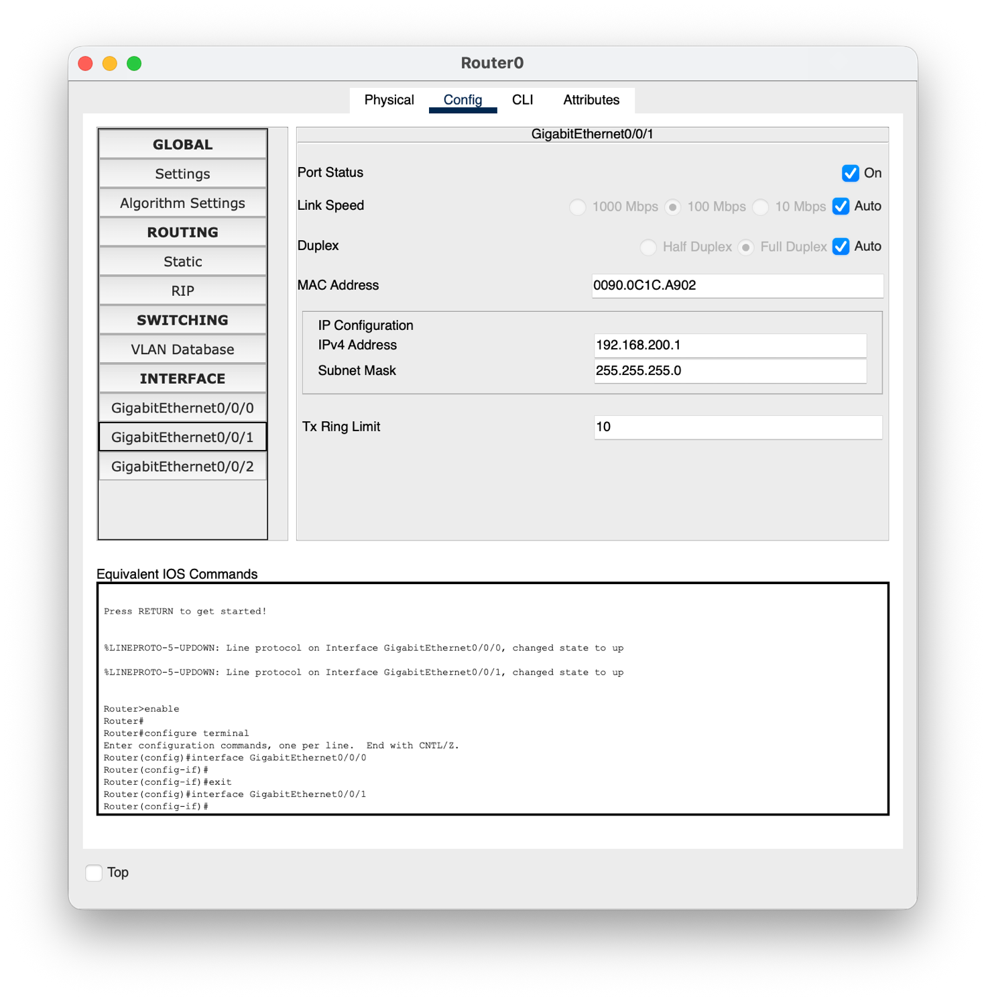 Router0
Physical Config CLI Attributes
GLOBAL
Settings
Algorithm Settings
ROUTING
Static
RIP
SWITCHING
VLAN Database
INTERFACE
GigabitEthernet0/0/0
GigabitEthernet0/0/1
GigabitEthernet0/0/2
GigabitEthernet0/0/1
Port Status On
Link Speed 1000 Mbps 100 Mbps 10 Mbps Auto
Duplex Half Duplex Full Duplex Auto
MAC Address 0090.0C1C.A902
IP Configuration
IPv4 Address 192.168.200.1
Subnet Mask 255.255.255.0
Tx Ring Limit 10
Equivalent IOS Commands
Press RETURN to get started!
%LINEPROTO-5-UPDOWN: Line protocol on Interface GigabitEthernet0/0/0, changed state to up
%LINEPROTO-5-UPDOWN: Line protocol on Interface GigabitEthernet0/0/1, changed state to up
Router>enable
Router#
Router#configure terminal
Enter configuration commands, one per line.  End with CNTL/Z.
Router(config)#interface GigabitEthernet0/0/0
Router(config-if)#
Router(config-if)#exit
Router(config)#interface GigabitEthernet0/0/1
Router(config-if)#
Top